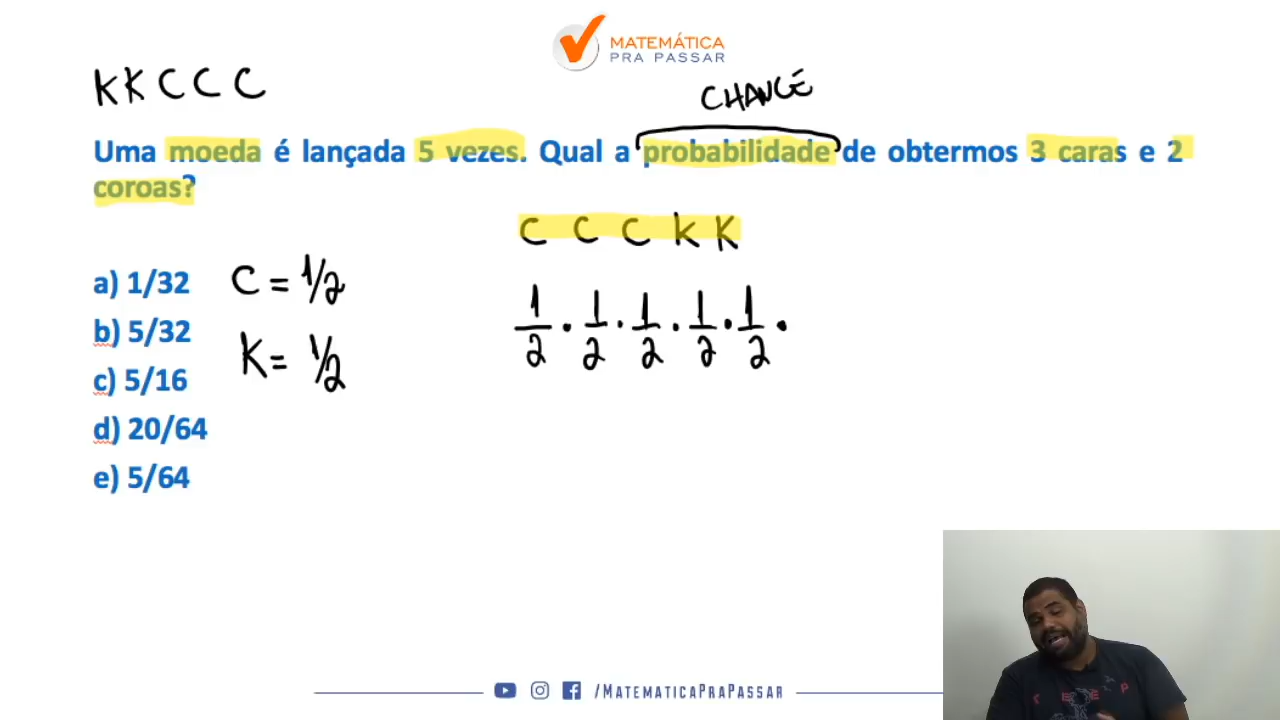 MATEMÁTICA
PRA PASSAR
KKCCC
CHANCE
Uma moeda é lançada 5 vezes. Qual a probabilidade de obtermos 3 caras e 2
coroas?
C C C K K
a) 1/32
C = 1/2
1/2 · 1/2 · 1/2 · 1/2 · 1/2 ·
b) 5/32
K = 1/2
c) 5/16
d) 20/64
e) 5/64
K E E P
/MATEMATICAPRAPASSAR